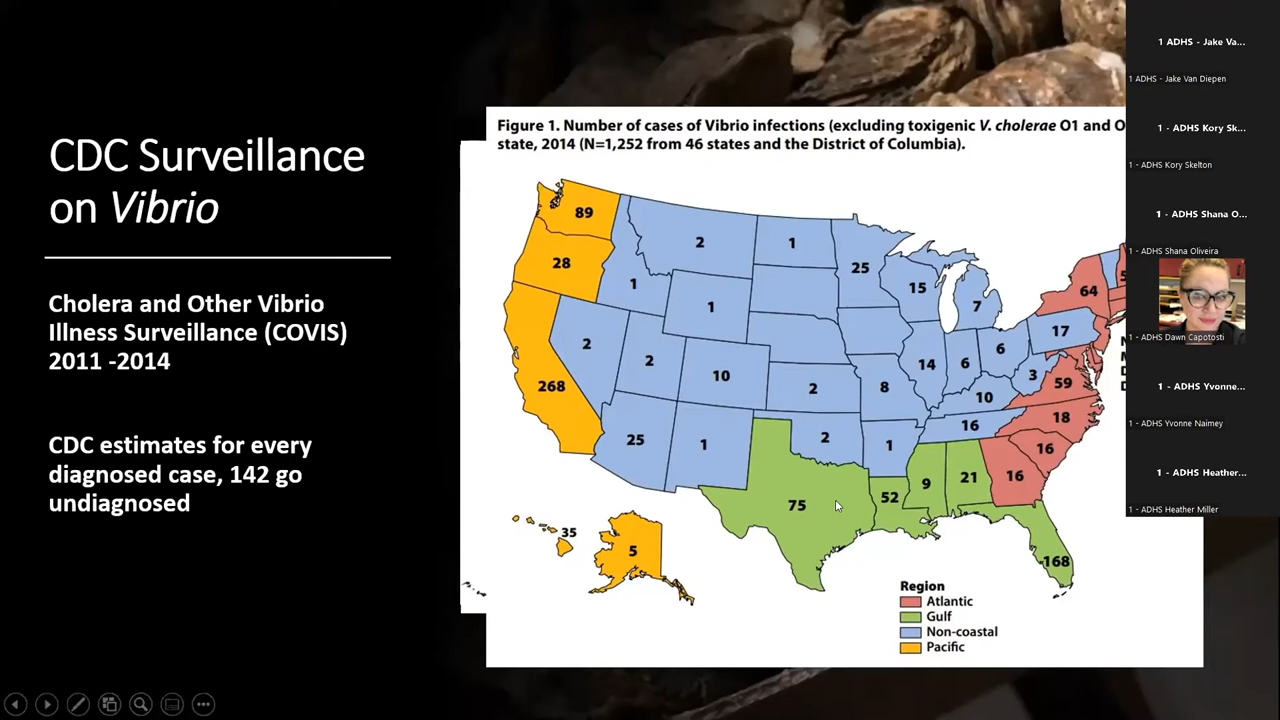 CDC Surveillance
on Vibrio
Cholera and Other Vibrio
Illness Surveillance (COVIS)
2011 -2014
CDC estimates for every
diagnosed case, 142 go
undiagnosed
Figure 1. Number of cases of Vibrio infections (excluding toxigenic V. cholerae O1 and O
state, 2014 (N=1,252 from 46 states and the District of Columbia).
89
2
1
25
28
1
1
15
7
64
5
2
2
10
2
8
14
6
6
17
3
59
268
10
16
18
25
1
2
1
16
16
75
52
9
21
168
35
5
Region
Atlantic
Gulf
Non-coastal
Pacific
1 ADHS - Jake Va...
1 ADHS - Jake Van Diepen
1 - ADHS Kory Sk...
1 - ADHS Kory Skelton
1 - ADHS Shana O...
1 - ADHS Shana Oliveira
1 - ADHS Dawn Capotosti
1 - ADHS Yvonne...
1 - ADHS Yvonne Naimey
1 - ADHS Heather...
1 - ADHS Heather Miller